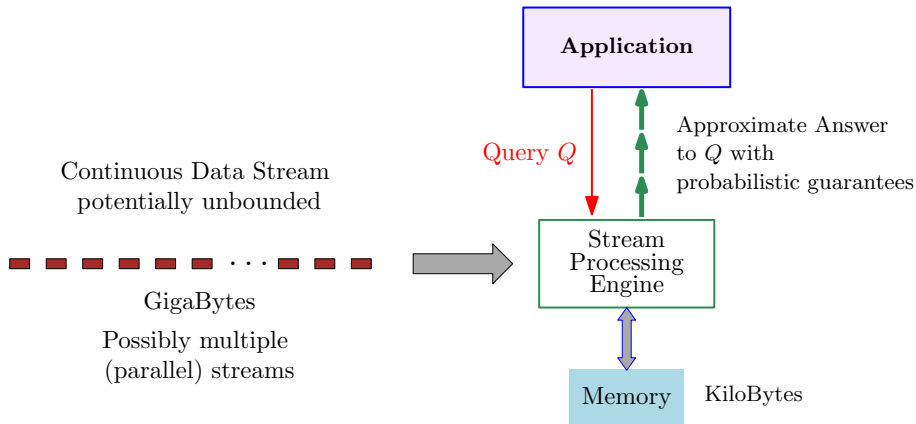 Application
Query Q
Approximate Answer
to Q with
probabilistic guarantees
Continuous Data Stream
potentially unbounded
· · ·
GigaBytes
Possibly multiple
(parallel) streams
Stream
Processing
Engine
Memory
KiloBytes